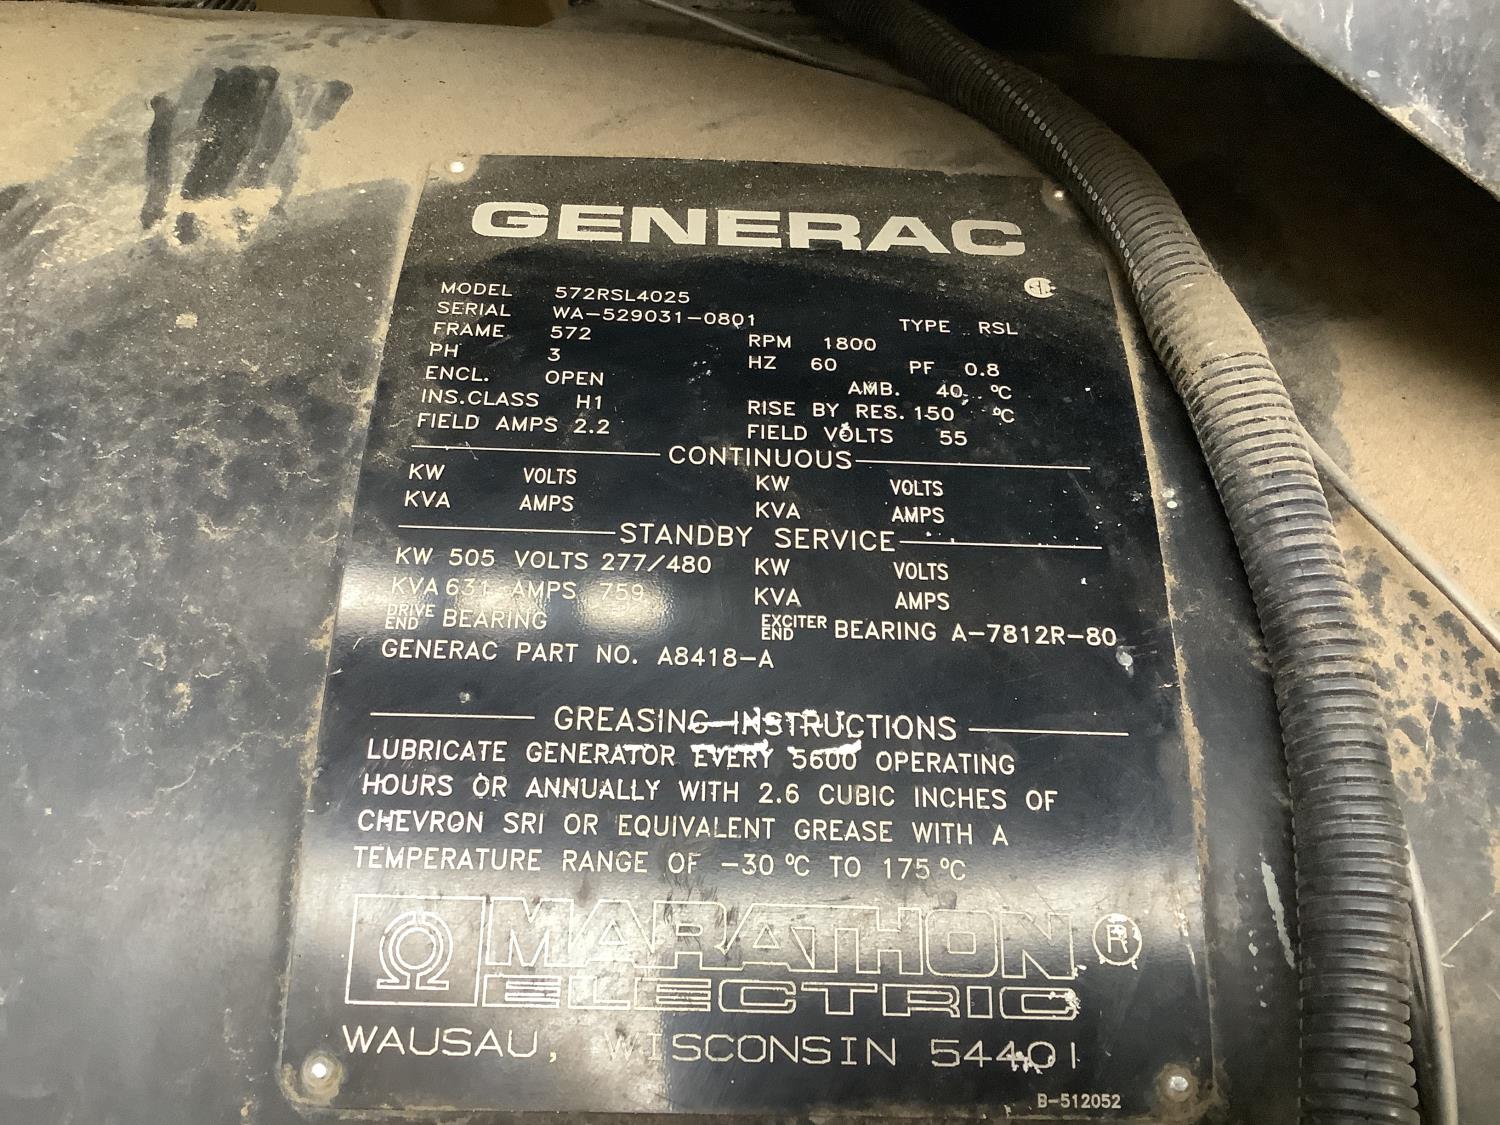 GENERAC
MODEL 572RSL4025
SERIAL WA-529031-0801 TYPE RSL
FRAME 572 RPM 1800
PH 3 HZ 60 PF 0.8
ENCL. OPEN AMB. 40 °C
INS.CLASS H1 RISE BY RES. 150 °C
FIELD AMPS 2.2 FIELD VOLTS 55
CONTINUOUS
KW VOLTS KW VOLTS
KVA AMPS KVA AMPS
STANDBY SERVICE
KW 505 VOLTS 277/480 KW VOLTS
KVA 631 AMPS 759 KVA AMPS
DRIVE END BEARING EXCITER END BEARING A-7812R-80
GENERAC PART NO. A8418-A
GREASING INSTRUCTIONS
LUBRICATE GENERATOR EVERY 5600 OPERATING
HOURS OR ANNUALLY WITH 2.6 CUBIC INCHES OF
CHEVRON SRI OR EQUIVALENT GREASE WITH A
TEMPERATURE RANGE OF -30 °C TO 175 °C
MARATHON ®
ELECTRIC
WAUSAU, WISCONSIN 54401
B-512052